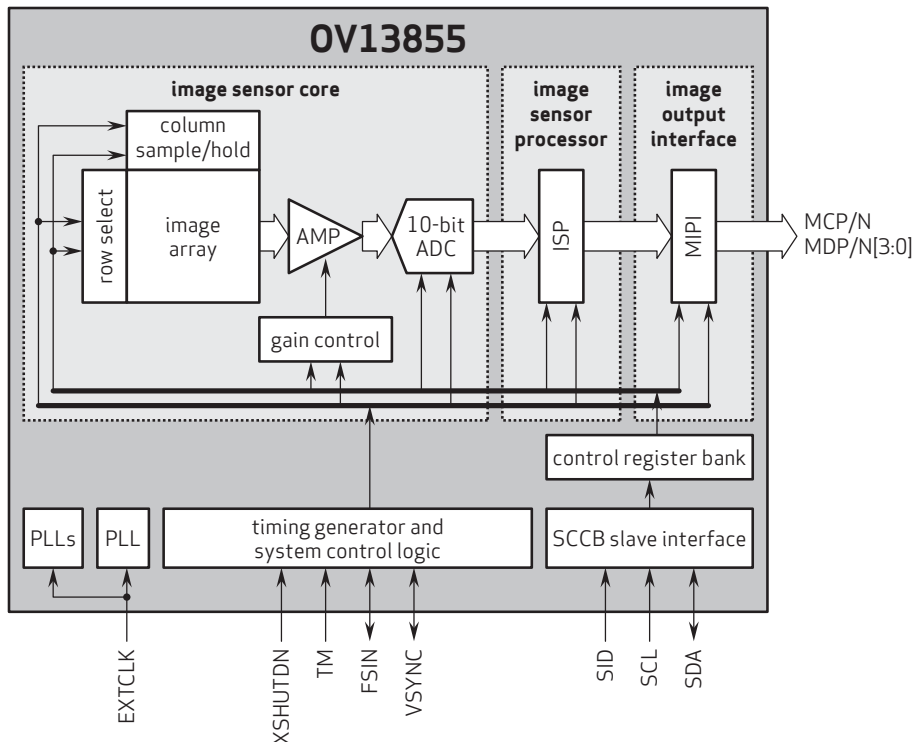 OV13855
image sensor core
image
sensor
processor
image
output
interface
column
sample/hold
row select
image
array
AMP
10-bit
ADC
ISP
MIPI
MCP/N
MDP/N[3:0]
gain control
control register bank
PLLs
PLL
timing generator and
system control logic
SCCB slave interface
EXTCLK
XSHUTDN
TM
FSIN
VSYNC
SID
SCL
SDA